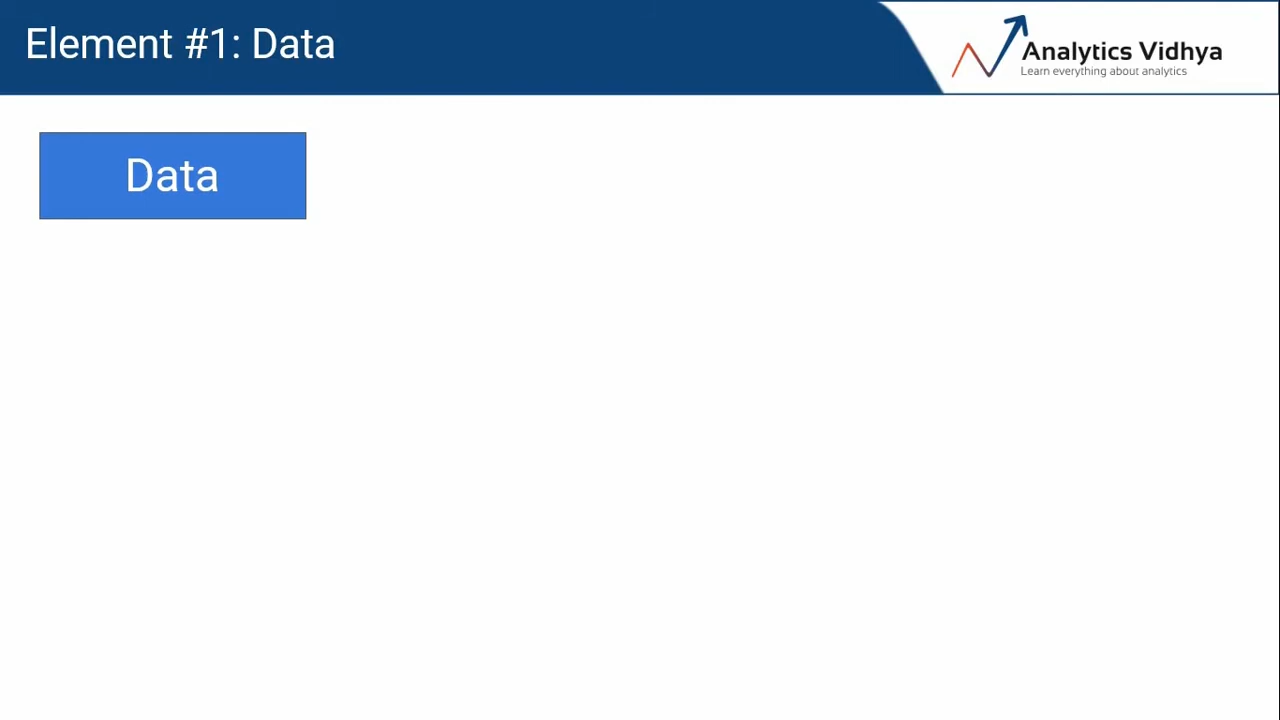 Element #1: Data
Analytics Vidhya
Learn everything about analytics
Data